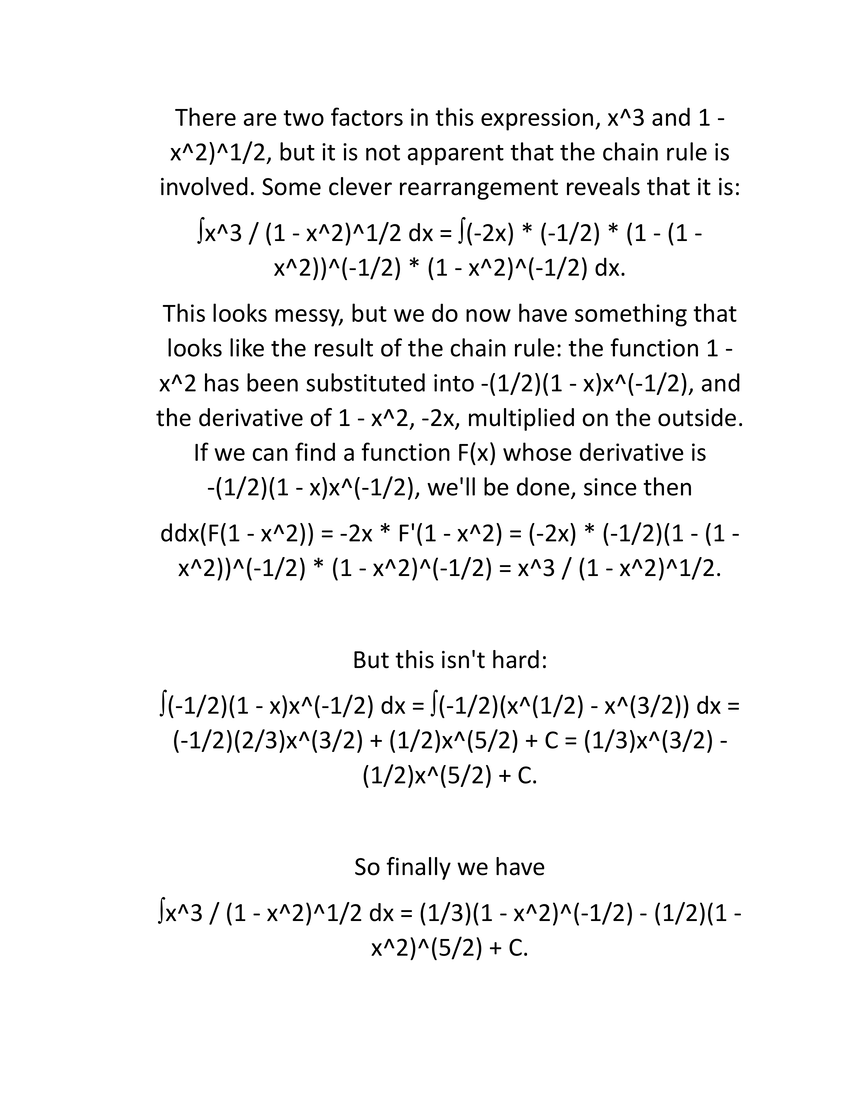 There are two factors in this expression, x^3 and 1 -
x^2)^1/2, but it is not apparent that the chain rule is
involved. Some clever rearrangement reveals that it is:
∫x^3 / (1 - x^2)^1/2 dx = ∫(-2x) * (-1/2) * (1 - (1 -
x^2))^(-1/2) * (1 - x^2)^(-1/2) dx.
This looks messy, but we do now have something that
looks like the result of the chain rule: the function 1 -
x^2 has been substituted into -(1/2)(1 - x)x^(-1/2), and
the derivative of 1 - x^2, -2x, multiplied on the outside.
If we can find a function F(x) whose derivative is
-(1/2)(1 - x)x^(-1/2), we'll be done, since then
ddx(F(1 - x^2)) = -2x * F'(1 - x^2) = (-2x) * (-1/2)(1 - (1 -
x^2))^(-1/2) * (1 - x^2)^(-1/2) = x^3 / (1 - x^2)^1/2.
But this isn't hard:
∫(-1/2)(1 - x)x^(-1/2) dx = ∫(-1/2)(x^(1/2) - x^(3/2)) dx =
(-1/2)(2/3)x^(3/2) + (1/2)x^(5/2) + C = (1/3)x^(3/2) -
(1/2)x^(5/2) + C.
So finally we have
∫x^3 / (1 - x^2)^1/2 dx = (1/3)(1 - x^2)^(-1/2) - (1/2)(1 -
x^2)^(5/2) + C.